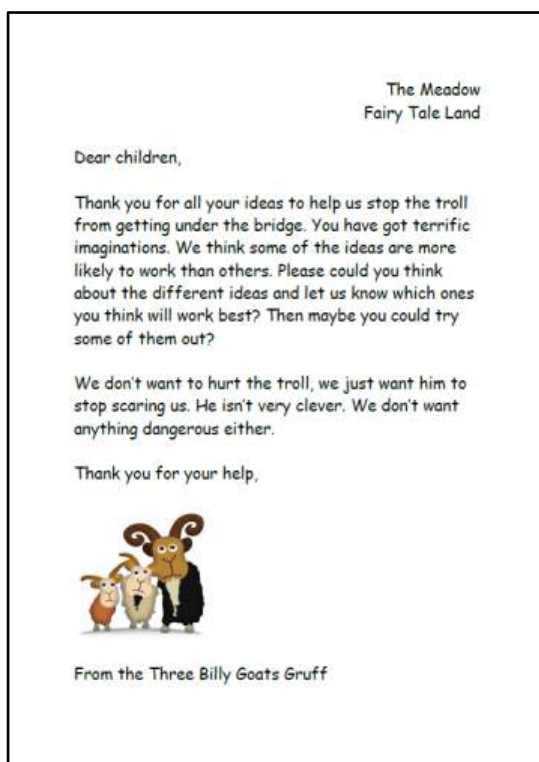 The Meadow
Fairy Tale Land
Dear children,
Thank you for all your ideas to help us stop the troll
from getting under the bridge. You have got terrific
imaginations. We think some of the ideas are more
likely to work than others. Please could you think
about the different ideas and let us know which ones
you think will work best? Then maybe you could try
some of them out?
We don't want to hurt the troll, we just want him to
stop scaring us. He isn't very clever. We don't want
anything dangerous either.
Thank you for your help,
From the Three Billy Goats Gruff